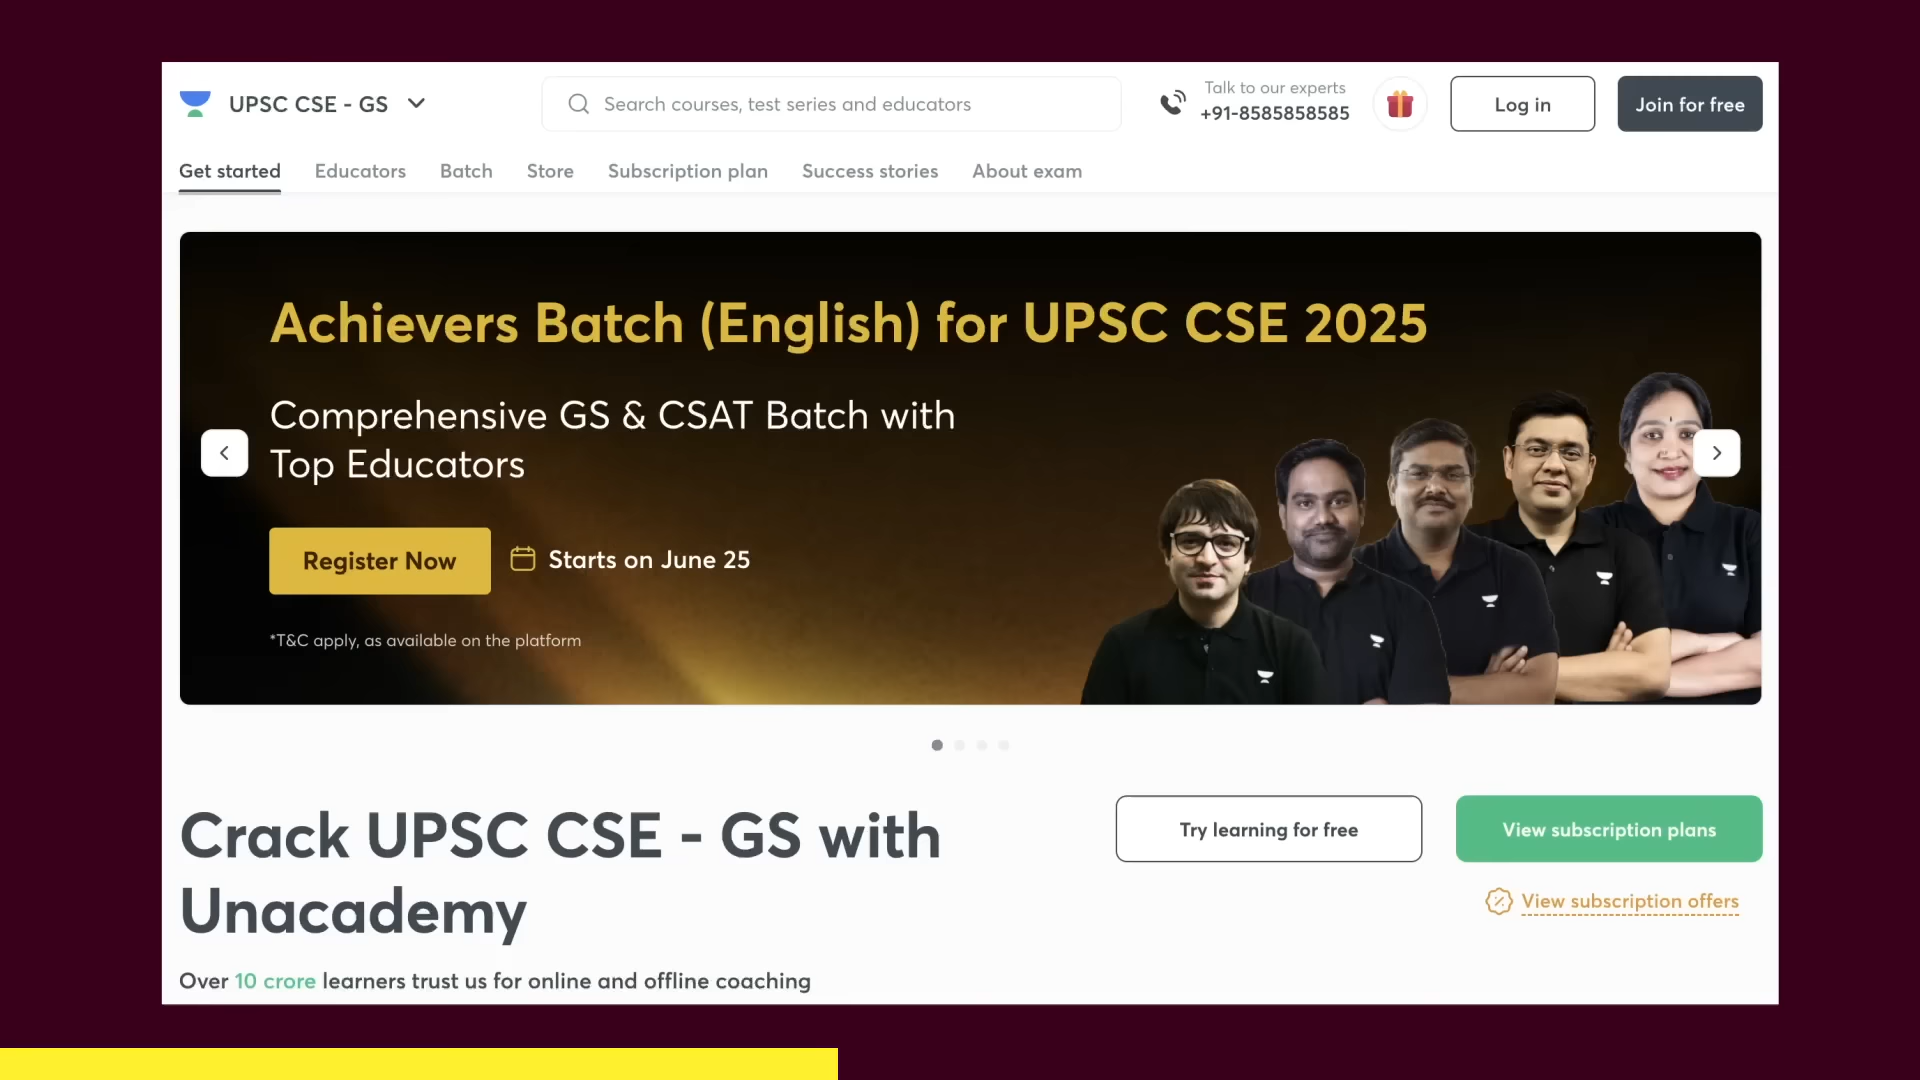 UPSC CSE - GS
Search courses, test series and educators
Talk to our experts
+91-8585858585
Log in
Join for free
Get started
Educators
Batch
Store
Subscription plan
Success stories
About exam
Achievers Batch (English) for UPSC CSE 2025
Comprehensive GS & CSAT Batch with
Top Educators
Register Now
Starts on June 25
*T&C apply, as available on the platform
Crack UPSC CSE - GS with
Unacademy
Try learning for free
View subscription plans
View subscription offers
Over 10 crore learners trust us for online and offline coaching